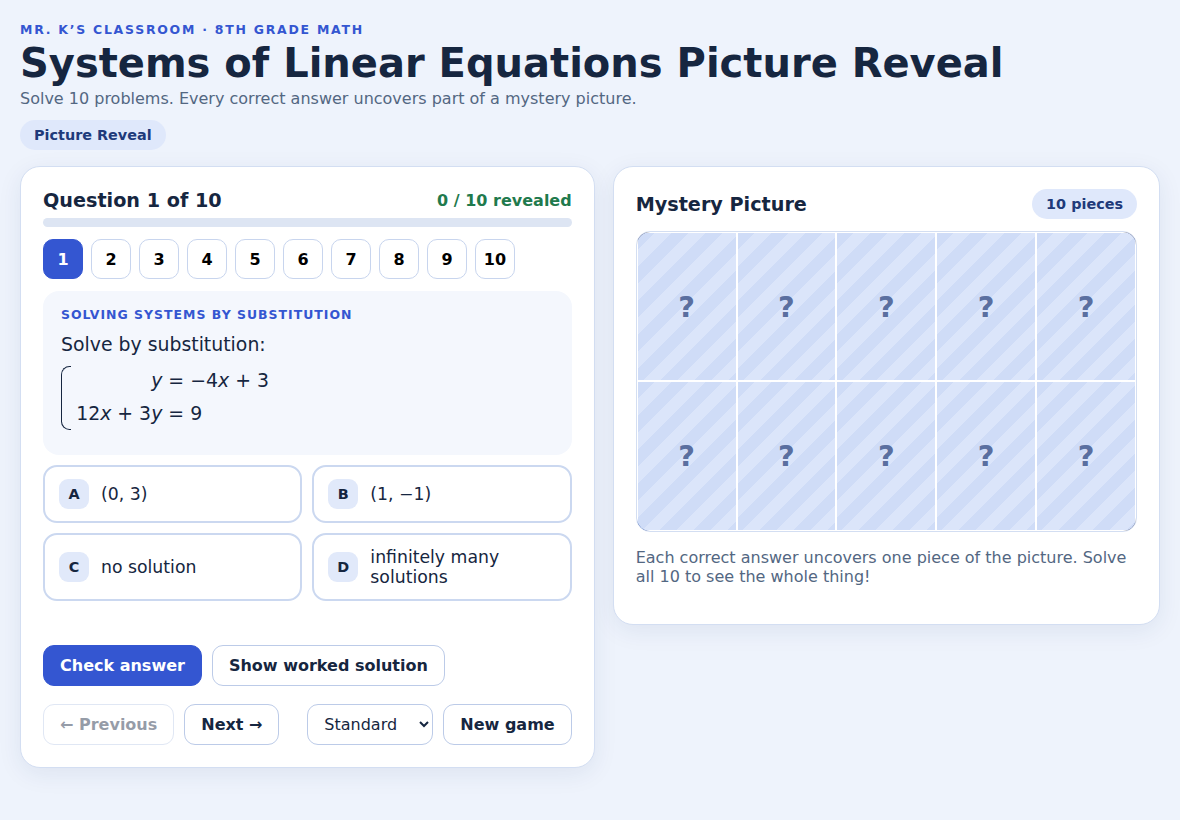 MR. K’S CLASSROOM · 8TH GRADE MATH
Systems of Linear Equations Picture Reveal
Solve 10 problems. Every correct answer uncovers part of a mystery picture.
Picture Reveal
Question 1 of 10
0 / 10 revealed
1 2 3 4 5 6 7 8 9 10
SOLVING SYSTEMS BY SUBSTITUTION
Solve by substitution:
y = −4x + 3
12x + 3y = 9
A (0, 3)
B (1, −1)
C no solution
D infinitely many
solutions
Check answer
Show worked solution
← Previous
Next →
Standard
New game
Mystery Picture
10 pieces
? ? ? ? ?
? ? ? ? ?
Each correct answer uncovers one piece of the picture. Solve
all 10 to see the whole thing!